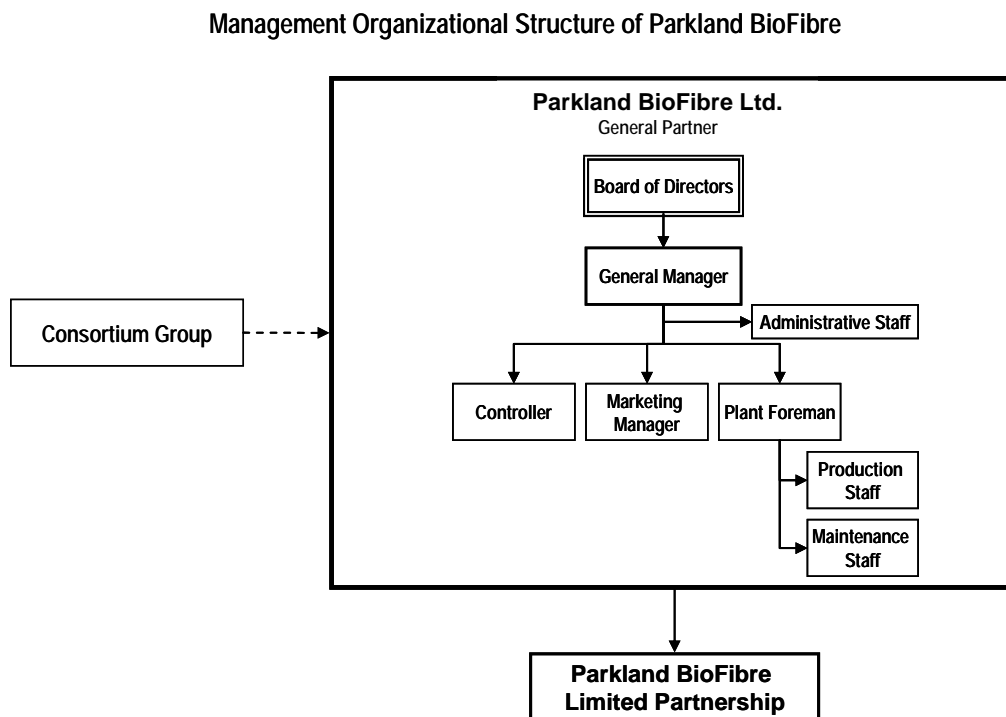 Management Organizational Structure of Parkland BioFibre
Parkland BioFibre Ltd.
General Partner
Board of Directors
General Manager
Administrative Staff
Consortium Group
Controller
Marketing
Manager
Plant Foreman
Production
Staff
Maintenance
Staff
Parkland BioFibre
Limited Partnership